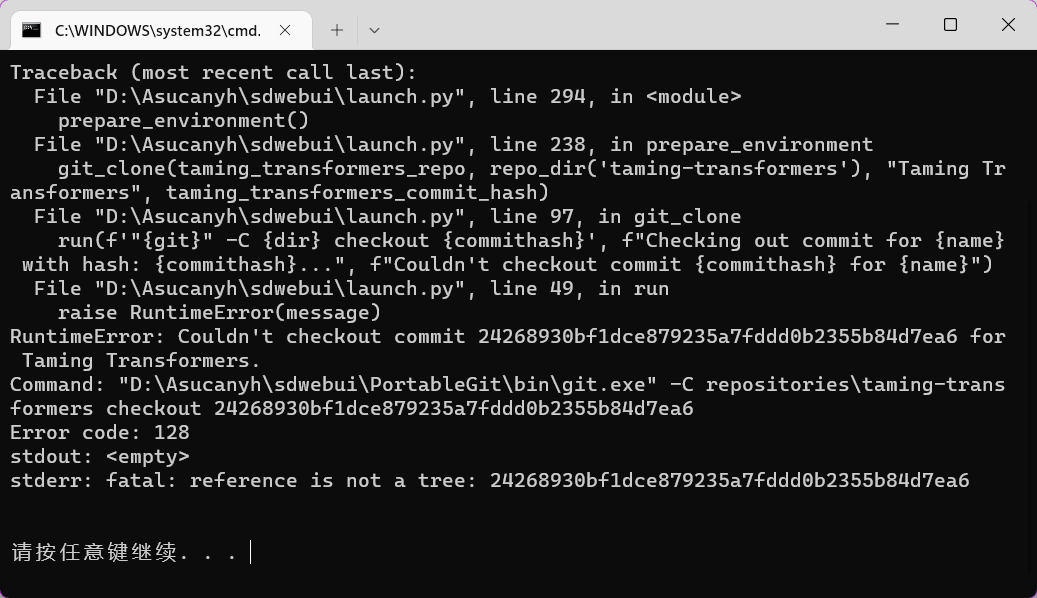 C:\WINDOWS\system32\cmd.
Traceback (most recent call last):
  File "D:\Asucanyh\sdwebui\launch.py", line 294, in <module>
    prepare_environment()
  File "D:\Asucanyh\sdwebui\launch.py", line 238, in prepare_environment
    git_clone(taming_transformers_repo, repo_dir('taming-transformers'), "Taming Tr
ansformers", taming_transformers_commit_hash)
  File "D:\Asucanyh\sdwebui\launch.py", line 97, in git_clone
    run(f'"{git}" -C {dir} checkout {commithash}', f"Checking out commit for {name}
 with hash: {commithash}...", f"Couldn't checkout commit {commithash} for {name}")
  File "D:\Asucanyh\sdwebui\launch.py", line 49, in run
    raise RuntimeError(message)
RuntimeError: Couldn't checkout commit 24268930bf1dce879235a7fddd0b2355b84d7ea6 for
 Taming Transformers.
Command: "D:\Asucanyh\sdwebui\PortableGit\bin\git.exe" -C repositories\taming-trans
formers checkout 24268930bf1dce879235a7fddd0b2355b84d7ea6
Error code: 128
stdout: <empty>
stderr: fatal: reference is not a tree: 24268930bf1dce879235a7fddd0b2355b84d7ea6
请按任意键继续. . .